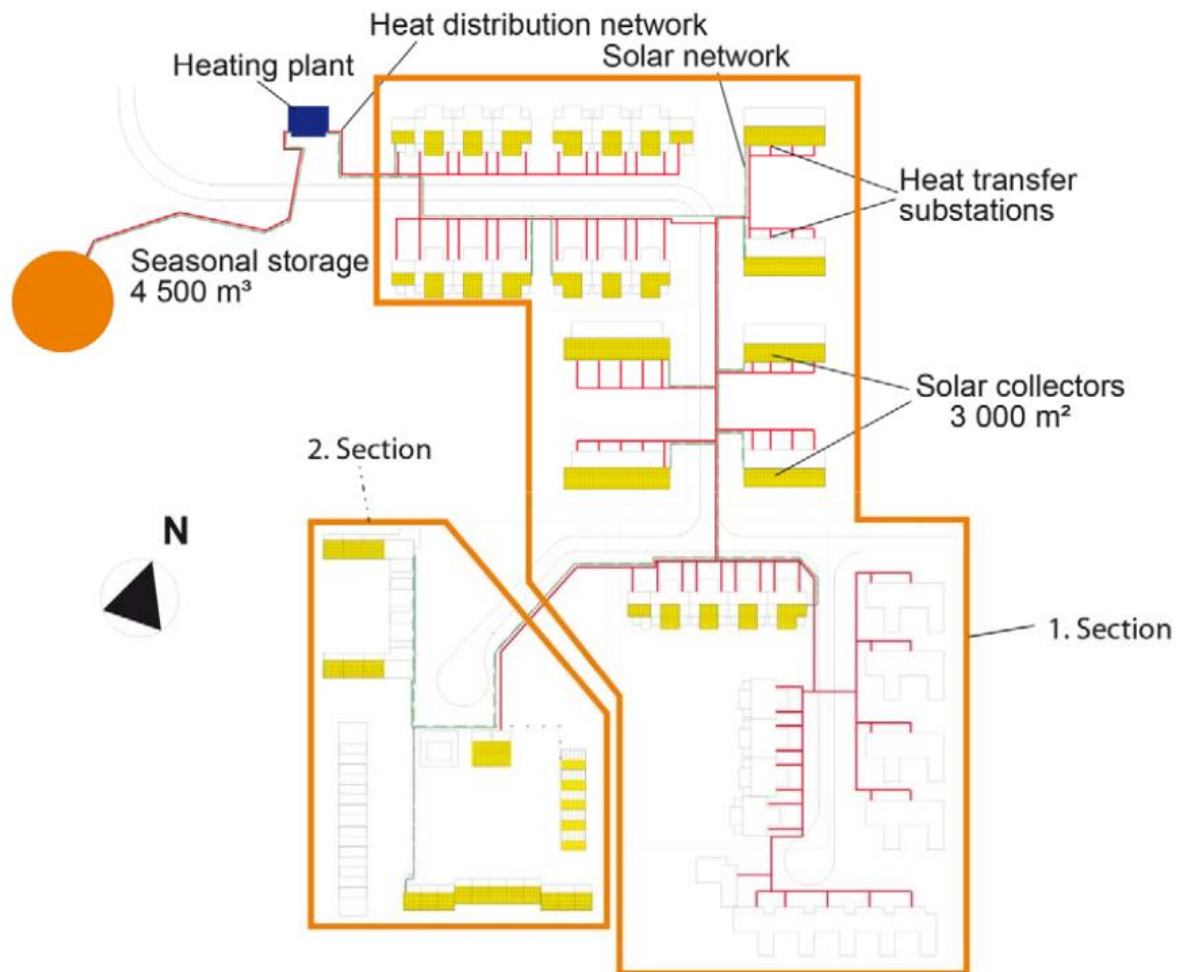 Heat distribution network
Solar network
Heating plant
Heat transfer
substations
Seasonal storage
4 500 m³
Solar collectors
3 000 m²
2. Section
N
1. Section